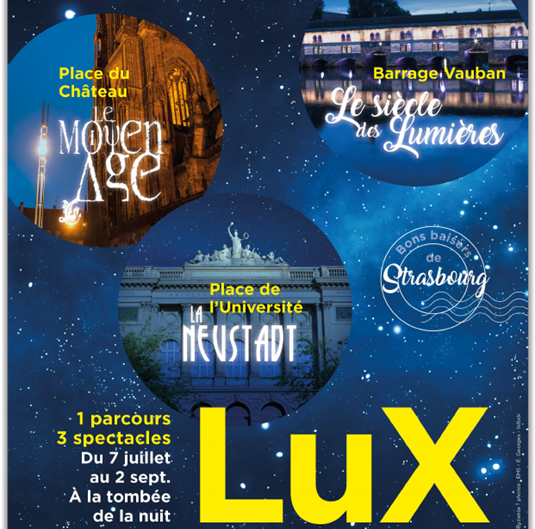 Place du
Château
Le
Moyen
Age
Barrage Vauban
Le siècle
des Lumières
Bons baisers
de
Strasbourg
Place de
l'Université
LA
NEUSTADT
1 parcours
3 spectacles
Du 7 juillet
au 2 sept.
À la tombée
de la nuit
LuX